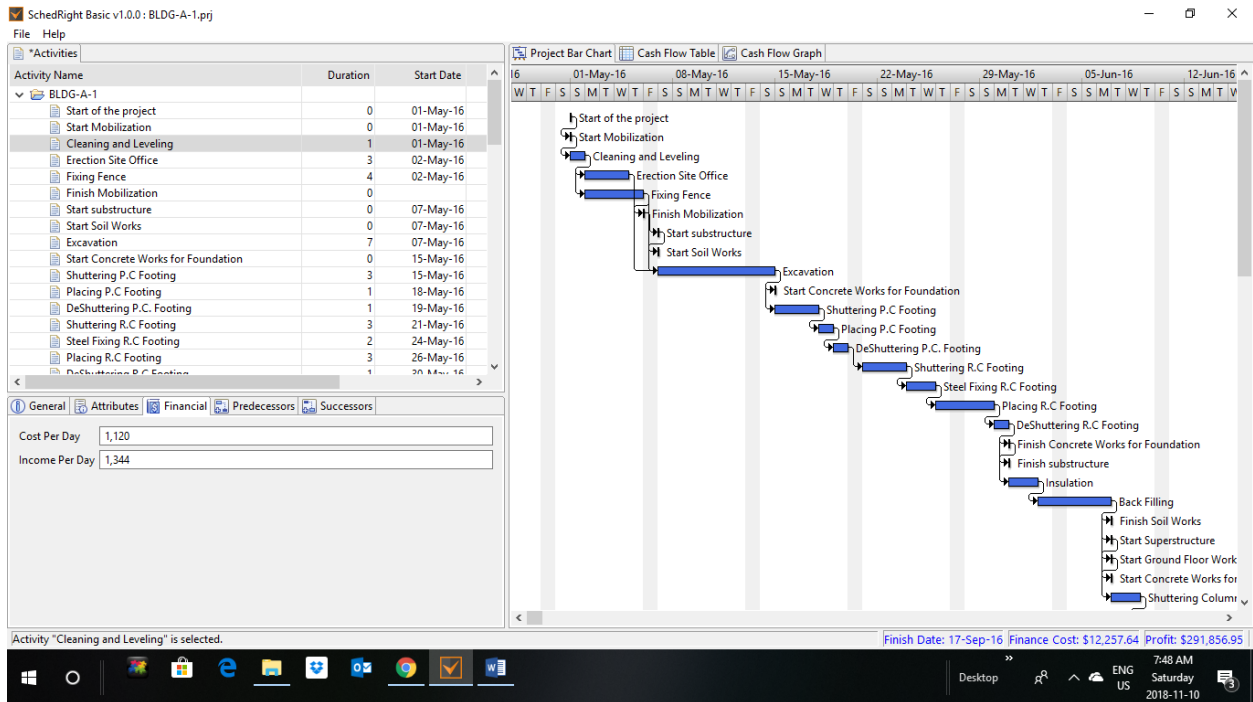 SchedRight Basic v1.0.0 : BLDG-A-1.prj
File Help
*Activities
Activity Name Duration Start Date
BLDG-A-1
Start of the project 0 01-May-16
Start Mobilization 0 01-May-16
Cleaning and Leveling 1 01-May-16
Erection Site Office 3 02-May-16
Fixing Fence 4 02-May-16
Finish Mobilization 0
Start substructure 0 07-May-16
Start Soil Works 0 07-May-16
Excavation 7 07-May-16
Start Concrete Works for Foundation 0 15-May-16
Shuttering P.C Footing 3 15-May-16
Placing P.C Footing 1 18-May-16
DeShuttering P.C. Footing 1 19-May-16
Shuttering R.C Footing 3 21-May-16
Steel Fixing R.C Footing 2 24-May-16
Placing R.C Footing 3 26-May-16
DeShuttering R.C Footing 1 30-May-16
General Attributes Financial Predecessors Successors
Cost Per Day 1,120
Income Per Day 1,344
Project Bar Chart Cash Flow Table Cash Flow Graph
16 01-May-16 08-May-16 15-May-16 22-May-16 29-May-16 05-Jun-16 12-Jun-16
W T F S S M T W T F S S M T W T F S S M T W T F S S M T W T F S S M T W T F S S M T W T F S S M T W
Start of the project
Start Mobilization
Cleaning and Leveling
Erection Site Office
Fixing Fence
Finish Mobilization
Start substructure
Start Soil Works
Excavation
Start Concrete Works for Foundation
Shuttering P.C Footing
Placing P.C Footing
DeShuttering P.C. Footing
Shuttering R.C Footing
Steel Fixing R.C Footing
Placing R.C Footing
DeShuttering R.C Footing
Finish Concrete Works for Foundation
Finish substructure
Insulation
Back Filling
Finish Soil Works
Start Superstructure
Start Ground Floor Work
Start Concrete Works for
Shuttering Column
Activity "Cleaning and Leveling" is selected.
Finish Date: 17-Sep-16 Finance Cost: $12,257.64 Profit: $291,856.95
Desktop
ENG
US
7:48 AM
Saturday
2018-11-10
3